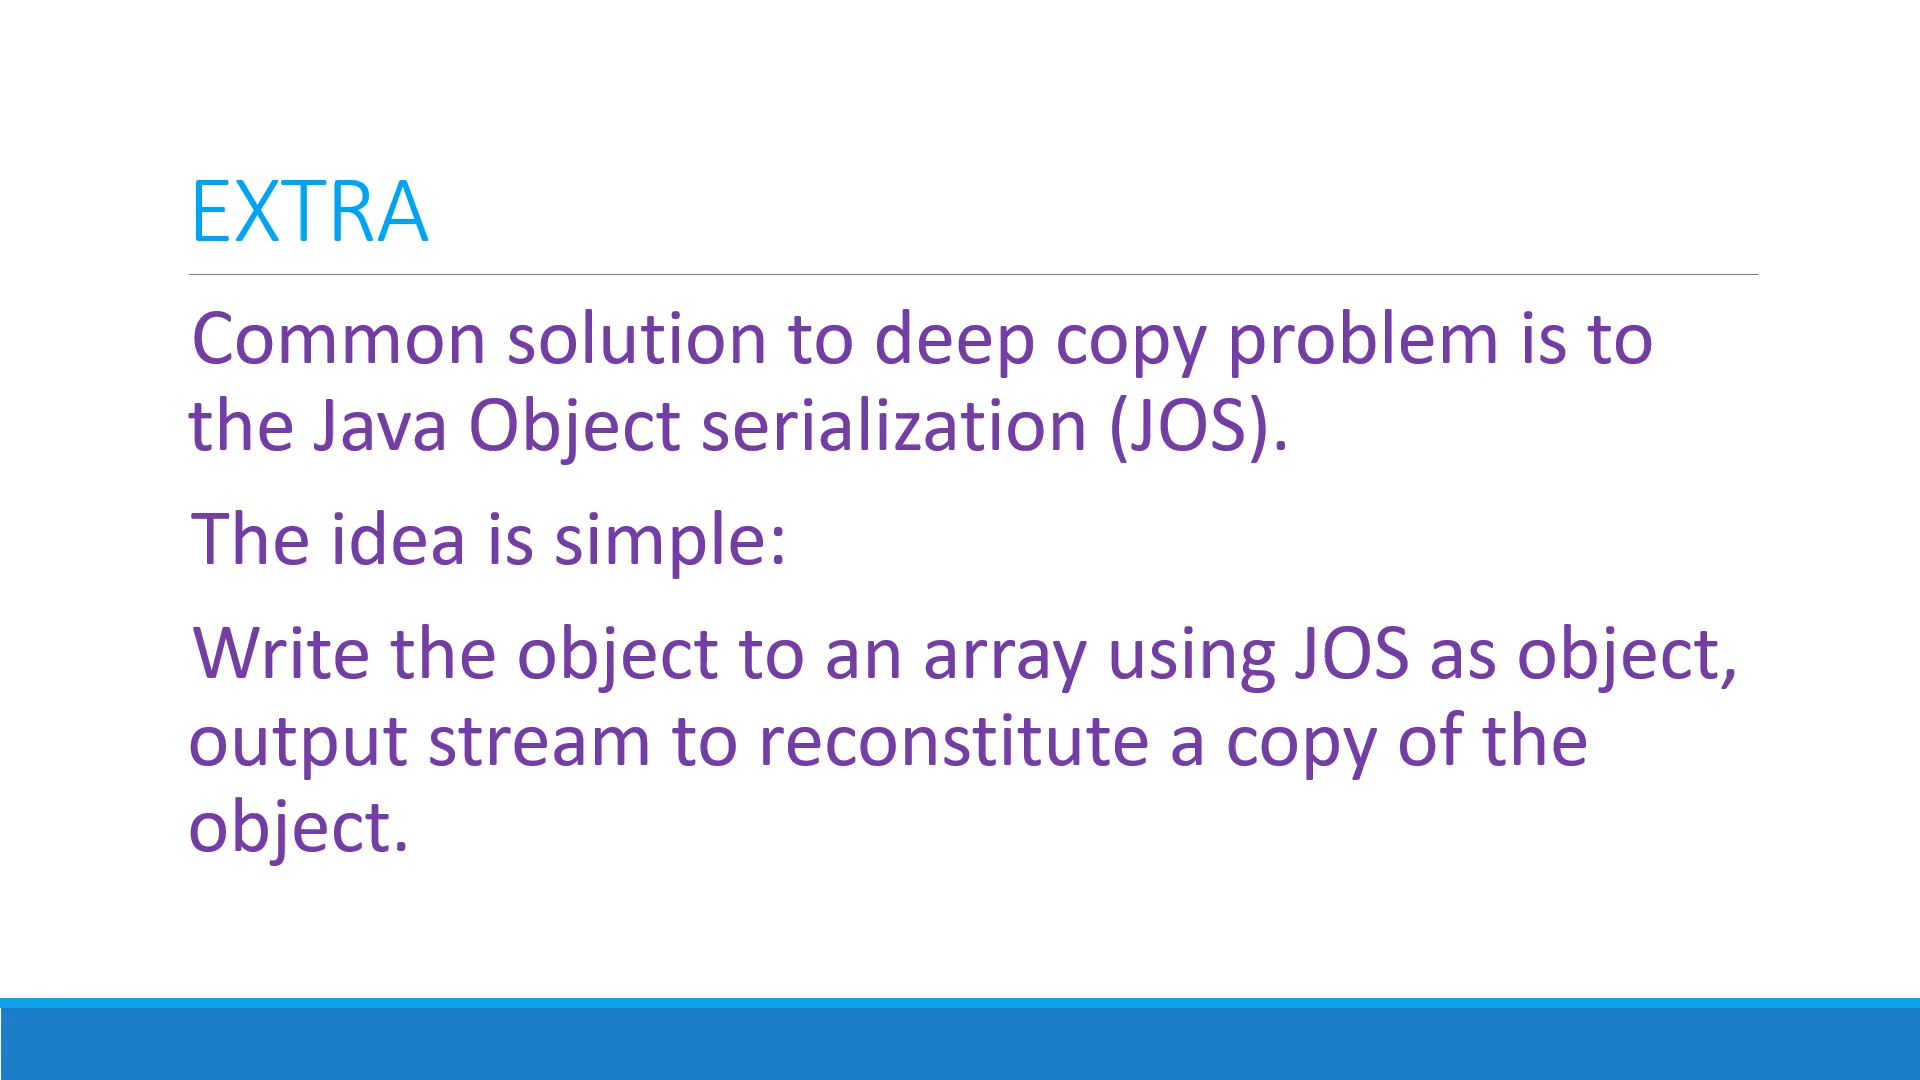 EXTRA
Common solution to deep copy problem is to
the Java Object serialization (JOS).
The idea is simple:
Write the object to an array using JOS as object,
output stream to reconstitute a copy of the
object.